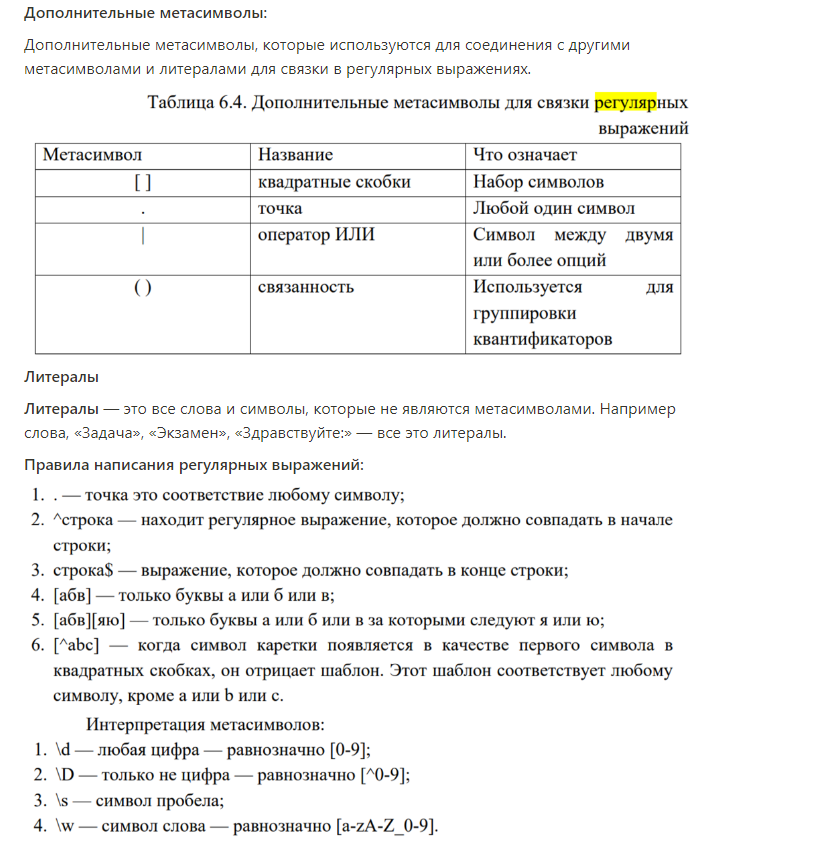 Дополнительные метасимволы:
Дополнительные метасимволы, которые используются для соединения с другими
метасимволами и литералами для связки в регулярных выражениях.
Таблица 6.4. Дополнительные метасимволы для связки регулярных
выражений
Метасимвол Название Что означает
[ ] квадратные скобки Набор символов
. точка Любой один символ
| оператор ИЛИ Символ между двумя
или более опций
( ) связанность Используется для
группировки
квантификаторов
Литералы
Литералы — это все слова и символы, которые не являются метасимволами. Например
слова, «Задача», «Экзамен», «Здравствуйте:» — все это литералы.
Правила написания регулярных выражений:
1. . — точка это соответствие любому символу;
2. ^строка — находит регулярное выражение, которое должно совпадать в начале
строки;
3. строка$ — выражение, которое должно совпадать в конце строки;
4. [абв] — только буквы а или б или в;
5. [абв][яю] — только буквы а или б или в за которыми следуют я или ю;
6. [^abc] — когда символ каретки появляется в качестве первого символа в
квадратных скобках, он отрицает шаблон. Этот шаблон соответствует любому
символу, кроме a или b или c.
Интерпретация метасимволов:
1. \d — любая цифра — равнозначно [0-9];
2. \D — только не цифра — равнозначно [^0-9];
3. \s — символ пробела;
4. \w — символ слова — равнозначно [a-zA-Z_0-9].